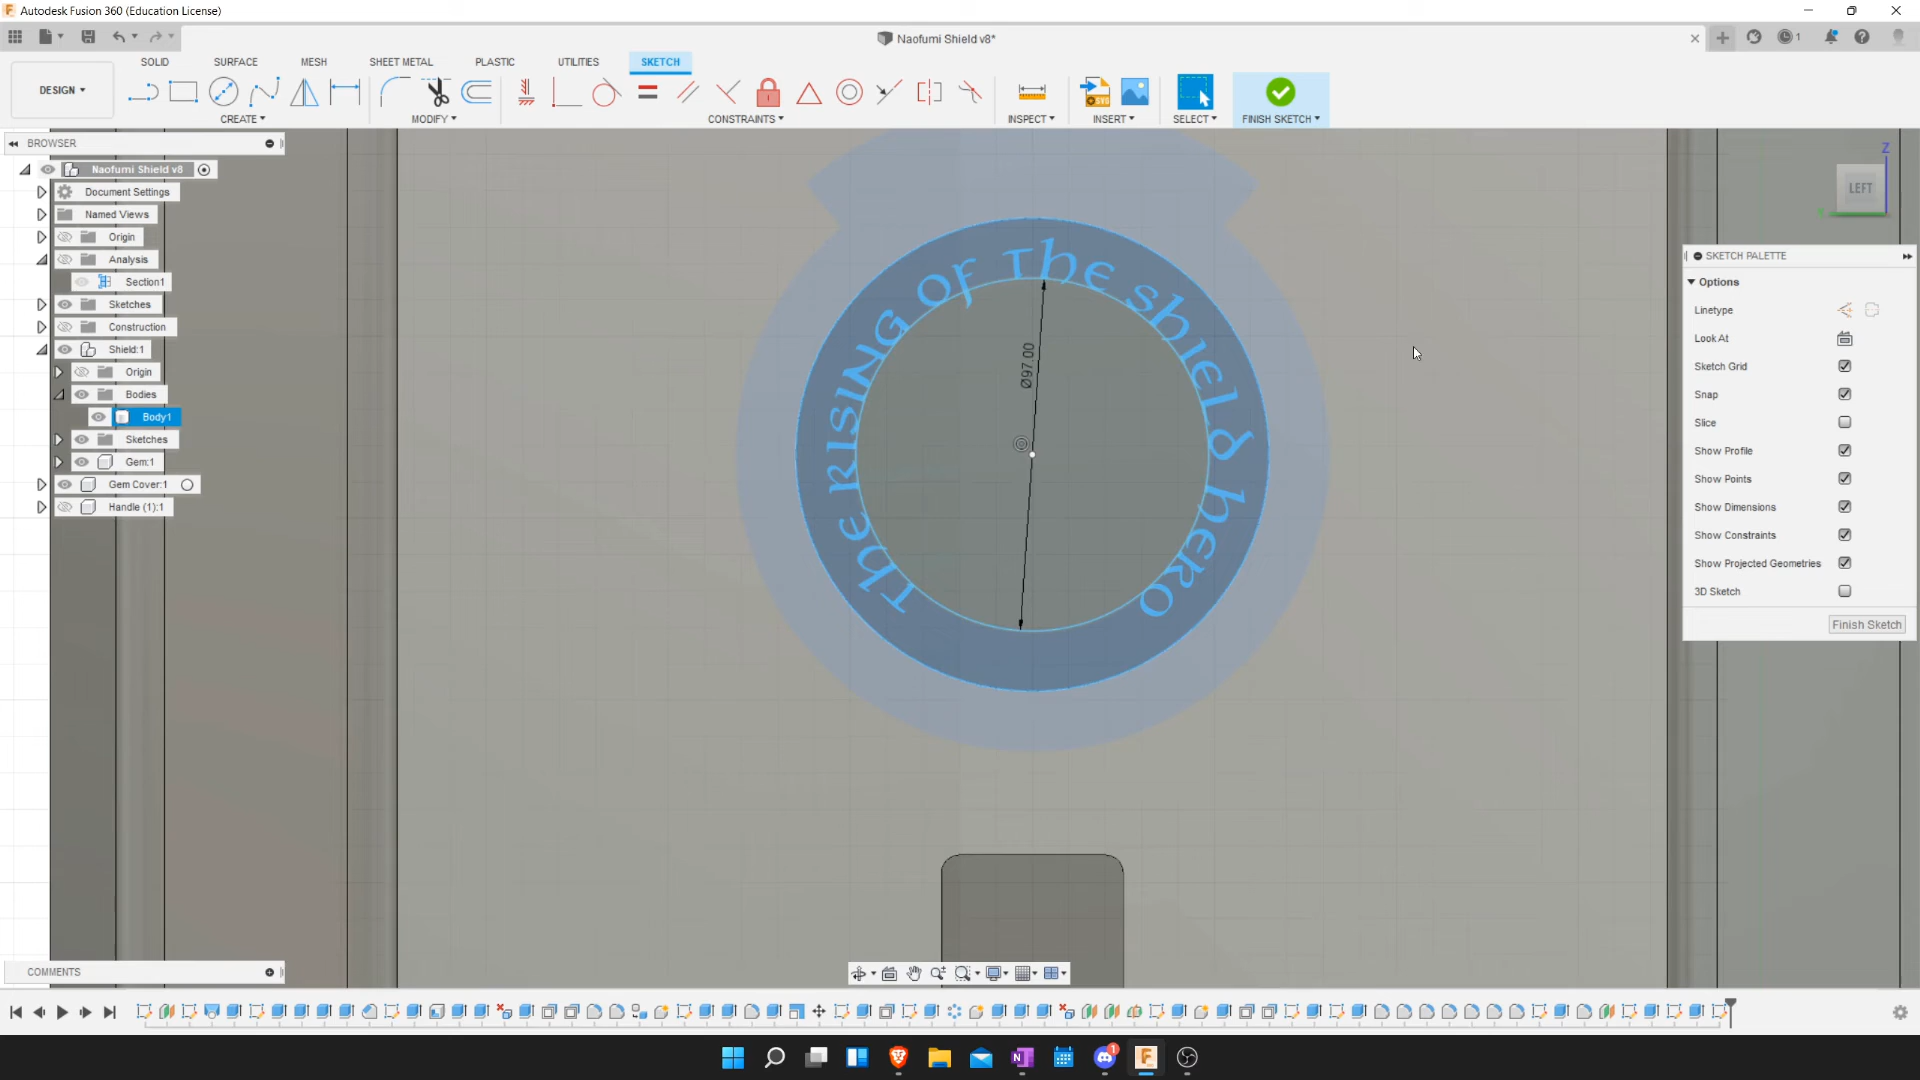 Autodesk Fusion 360 (Education License)
Naofumi Shield v8*
1
SOLID SURFACE MESH SHEET METAL PLASTIC UTILITIES SKETCH
DESIGN
CREATE MODIFY CONSTRAINTS INSPECT INSERT SELECT FINISH SKETCH
SVG
BROWSER
Naofumi Shield v8
Document Settings
Named Views
Origin
Analysis
Section1
Sketches
Construction
Shield:1
Origin
Bodies
Body1
Sketches
Gem:1
Gem Cover:1
Handle (1):1
The Rising of the Shield Hero
Ø97.00
Z
LEFT
SKETCH PALETTE
Options
Linetype
Look At
Sketch Grid
Snap
Slice
Show Profile
Show Points
Show Dimensions
Show Constraints
Show Projected Geometries
3D Sketch
Finish Sketch
COMMENTS
N
1
F